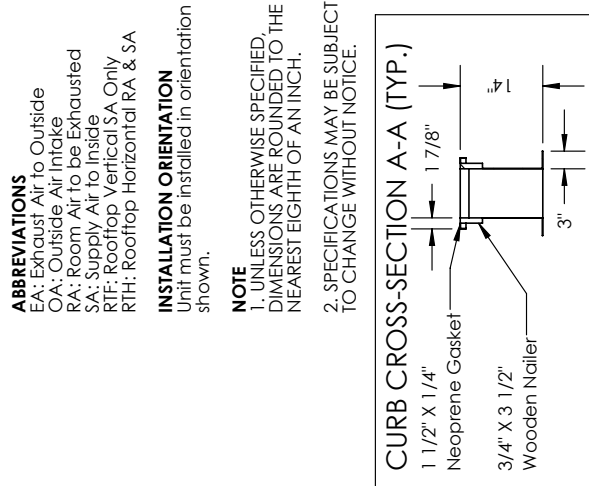 ABBREVIATIONS
EA: Exhaust Air to Outside
OA: Outside Air Intake
RA: Room Air to be Exhausted
SA: Supply Air to Inside
RTF: Rooftop Vertical SA Only
RTH: Rooftop Horizontal RA & SA
INSTALLATION ORIENTATION
Unit must be installed in orientation
shown.
NOTE
1. UNLESS OTHERWISE SPECIFIED,
DIMENSIONS ARE ROUNDED TO THE
NEAREST EIGHTH OF AN INCH.
2. SPECIFICATIONS MAY BE SUBJECT
TO CHANGE WITHOUT NOTICE.
CURB CROSS-SECTION A-A (TYP.)
1 1/2" X 1/4"
Neoprene Gasket
1 7/8"
14"
3/4" X 3 1/2"
Wooden Nailer
3"